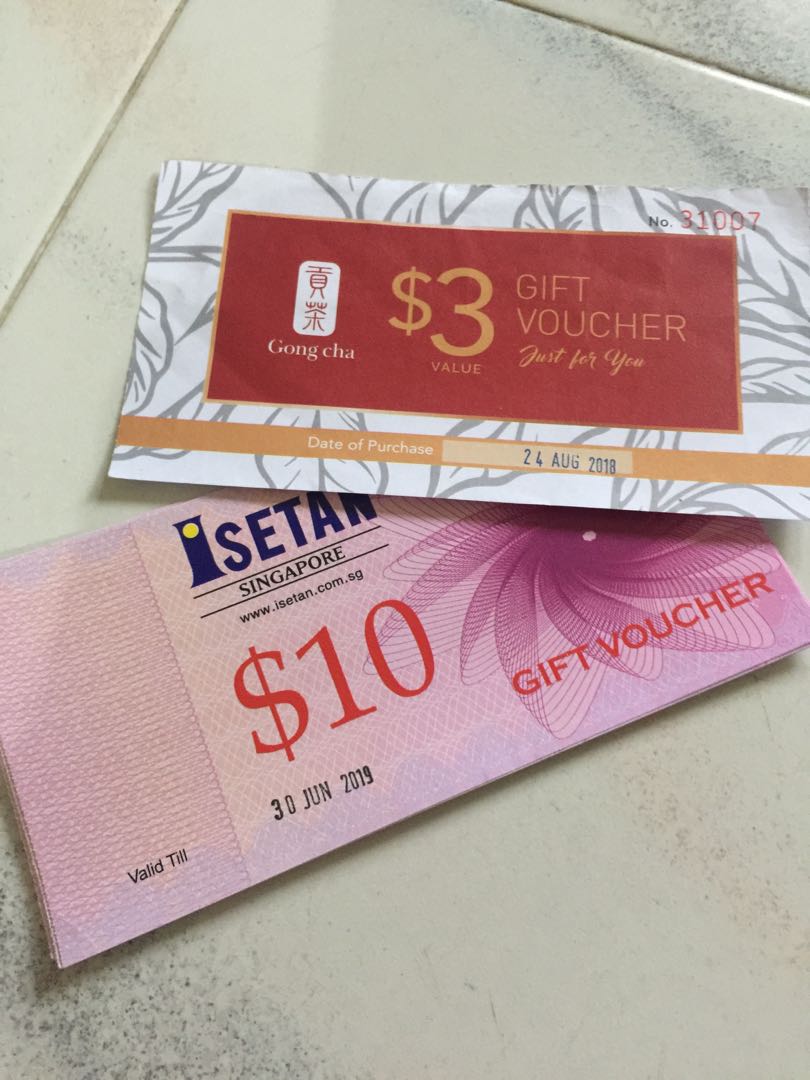 No. 31007
貢茶
Gong cha
$3
VALUE
GIFT
VOUCHER
Just for You
Date of Purchase 24 AUG 2018
ISETAN
SINGAPORE
www.isetan.com.sg
$10
GIFT VOUCHER
30 JUN 2019
Valid Till